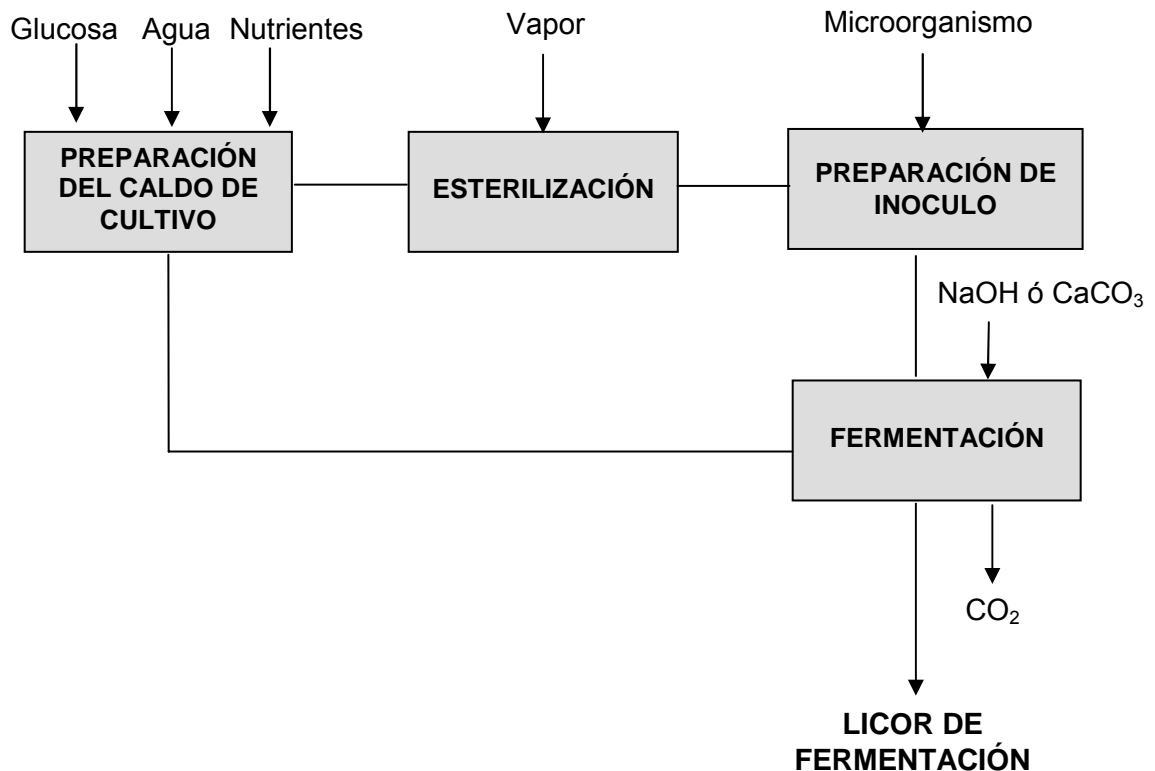 Glucosa Agua Nutrientes
Vapor
Microorganismo
PREPARACIÓN
DEL CALDO DE
CULTIVO
ESTERILIZACIÓN
PREPARACIÓN DE
INOCULO
NaOH ó CaCO₃
FERMENTACIÓN
CO₂
LICOR DE
FERMENTACIÓN